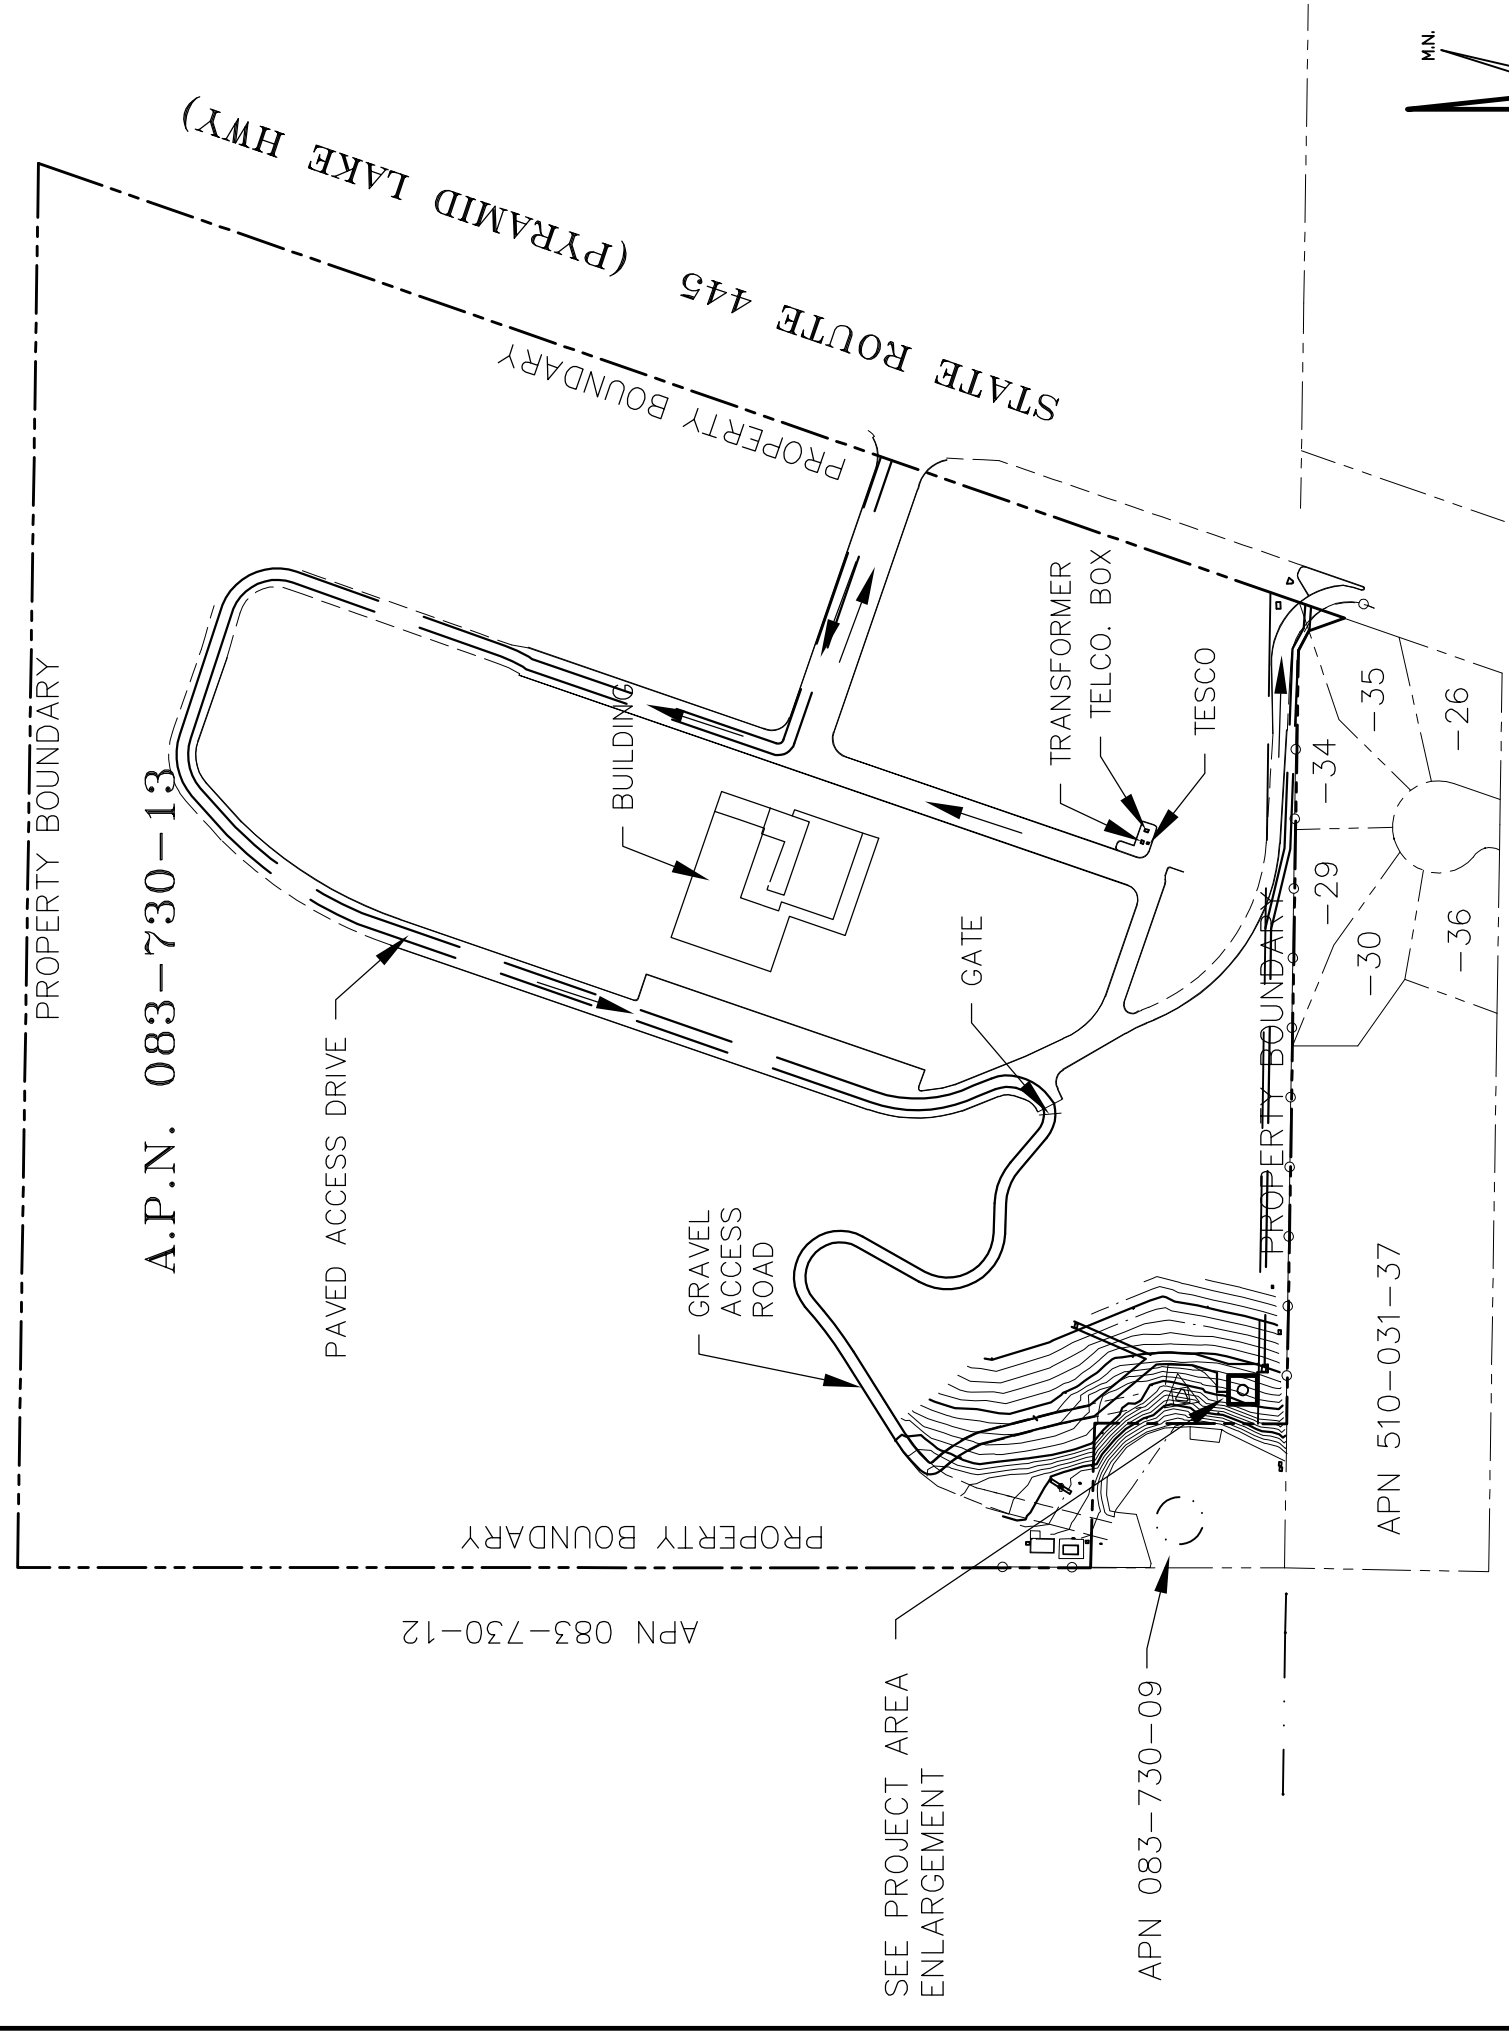 M.N.
STATE ROUTE 445 (PYRAMID LAKE HWY)
PROPERTY BOUNDARY
PROPERTY BOUNDARY
A.P.N. 083-730-13
PAVED ACCESS DRIVE
BUILDING
TRANSFORMER
TELCO. BOX
TESCO
GATE
GRAVEL
ACCESS
ROAD
PROPERTY BOUNDARY
PROPERTY BOUNDARY
-35
-26
-34
-29
-30
-36
APN 510-031-37
APN 083-730-12
SEE PROJECT AREA
ENLARGEMENT
APN 083-730-09